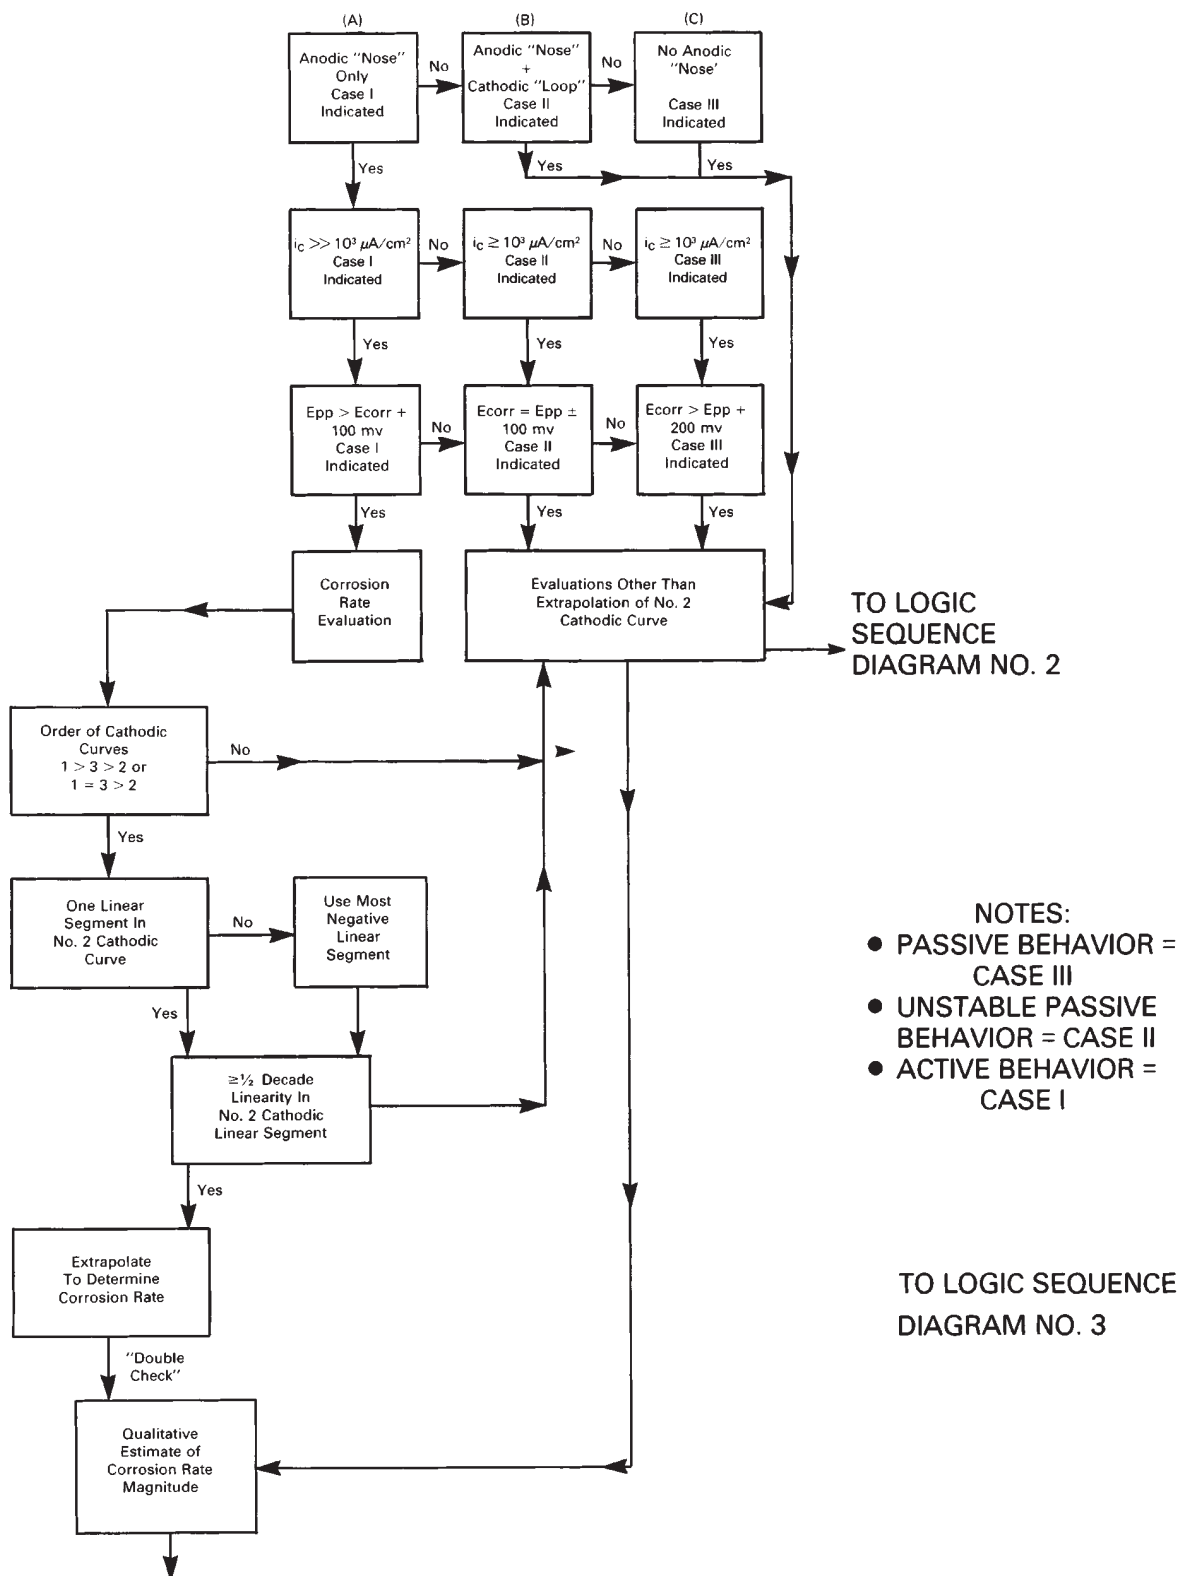 (A)
(B)
(C)
Anodic "Nose"
Only
Case I
Indicated
No
Anodic "Nose"
+
Cathodic "Loop"
Case II
Indicated
No
No Anodic
"Nose'
Case III
Indicated
Yes
Yes
Yes
ic >> 10³ μA/cm²
Case I
Indicated
No
ic ≥ 10³ μA/cm²
Case II
Indicated
No
ic ≥ 10³ μA/cm²
Case III
Indicated
Yes
Yes
Yes
Epp > Ecorr +
100 mv
Case I
Indicated
No
Ecorr = Epp ±
100 mv
Case II
Indicated
No
Ecorr > Epp +
200 mv
Case III
Indicated
Yes
Yes
Yes
Corrosion
Rate
Evaluation
Evaluations Other Than
Extrapolation of No. 2
Cathodic Curve
TO LOGIC
SEQUENCE
DIAGRAM NO. 2
Order of Cathodic
Curves
1 > 3 > 2 or
1 = 3 > 2
No
Yes
One Linear
Segment In
No. 2 Cathodic
Curve
No
Use Most
Negative
Linear
Segment
Yes
≥½ Decade
Linearity In
No. 2 Cathodic
Linear Segment
Yes
Extrapolate
To Determine
Corrosion Rate
"Double
Check"
Qualitative
Estimate of
Corrosion Rate
Magnitude
NOTES:
● PASSIVE BEHAVIOR =
CASE III
● UNSTABLE PASSIVE
BEHAVIOR = CASE II
● ACTIVE BEHAVIOR =
CASE I
TO LOGIC SEQUENCE
DIAGRAM NO. 3